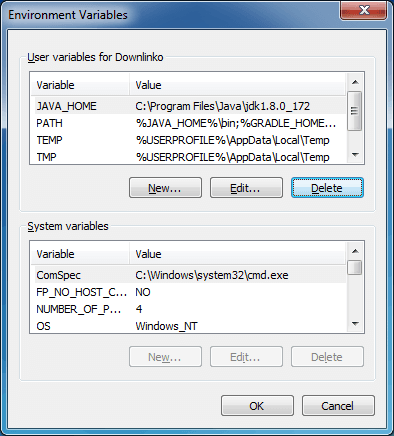 Environment Variables
User variables for Downlinko
Variable Value
JAVA_HOME C:\Program Files\Java\jdk1.8.0_172
PATH %JAVA_HOME%\bin;%GRADLE_HOME...
TEMP %USERPROFILE%\AppData\Local\Temp
TMP %USERPROFILE%\AppData\Local\Temp
New... Edit... Delete
System variables
Variable Value
ComSpec C:\Windows\system32\cmd.exe
FP_NO_HOST_C... NO
NUMBER_OF_P... 4
OS Windows_NT
New... Edit... Delete
OK Cancel